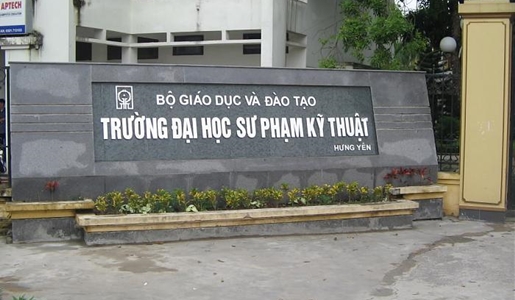 APTECH
BỘ GIÁO DỤC VÀ ĐÀO TẠO
TRƯỜNG ĐẠI HỌC SƯ PHẠM KỸ THUẬT
HƯNG YÊN